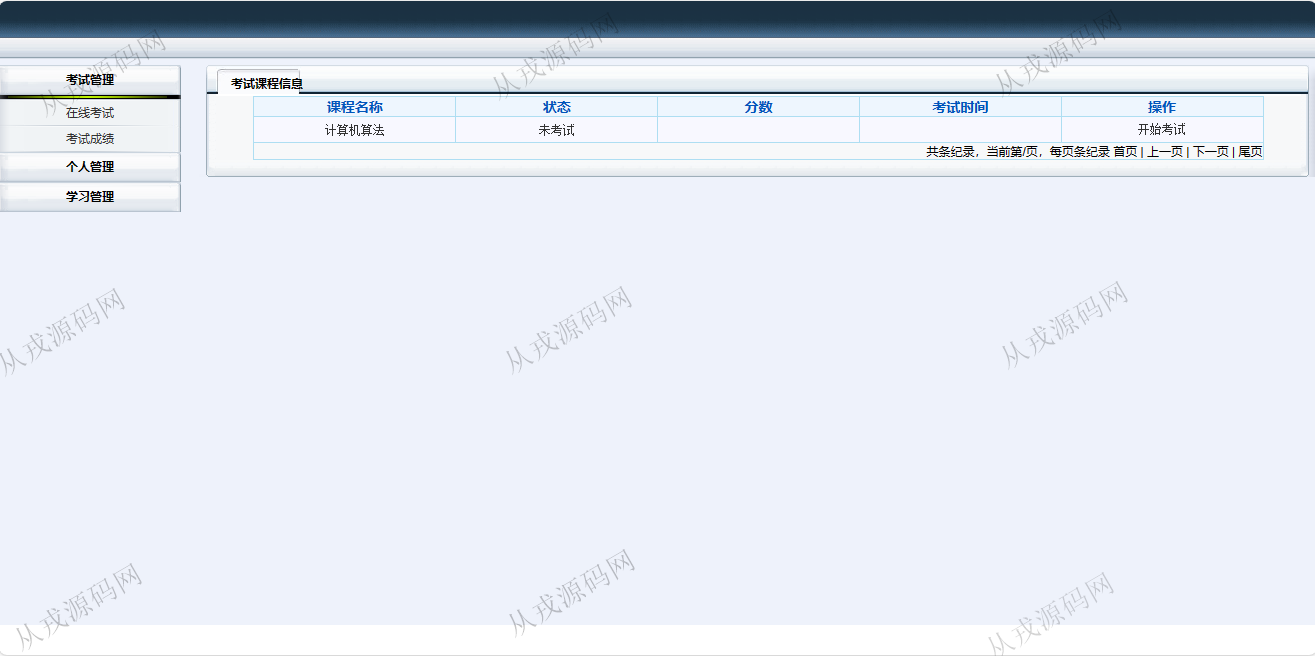 考试管理
在线考试
考试成绩
个人管理
学习管理
考试课程信息
课程名称 状态 分数 考试时间 操作
计算机算法 未考试 开始考试
共条纪录，当前第/页，每页条纪录 首页 | 上一页 | 下一页 | 尾页
从戎源码网
从戎源码网
从戎源码网
从戎源码网
从戎源码网
从戎源码网
从戎源码网
从戎源码网
从戎源码网